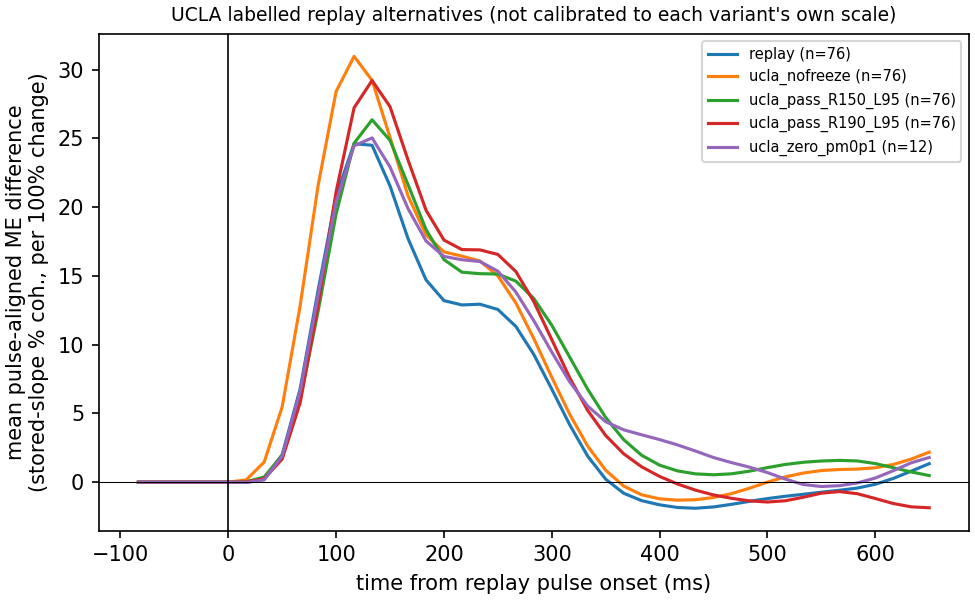 UCLA labelled replay alternatives (not calibrated to each variant's own scale)
mean pulse-aligned ME difference
(stored-slope % coh., per 100% change)
30
25
20
15
10
5
0
replay (n=76)
ucla_nofreeze (n=76)
ucla_pass_R150_L95 (n=76)
ucla_pass_R190_L95 (n=76)
ucla_zero_pm0p1 (n=12)
−100 0 100 200 300 400 500 600
time from replay pulse onset (ms)